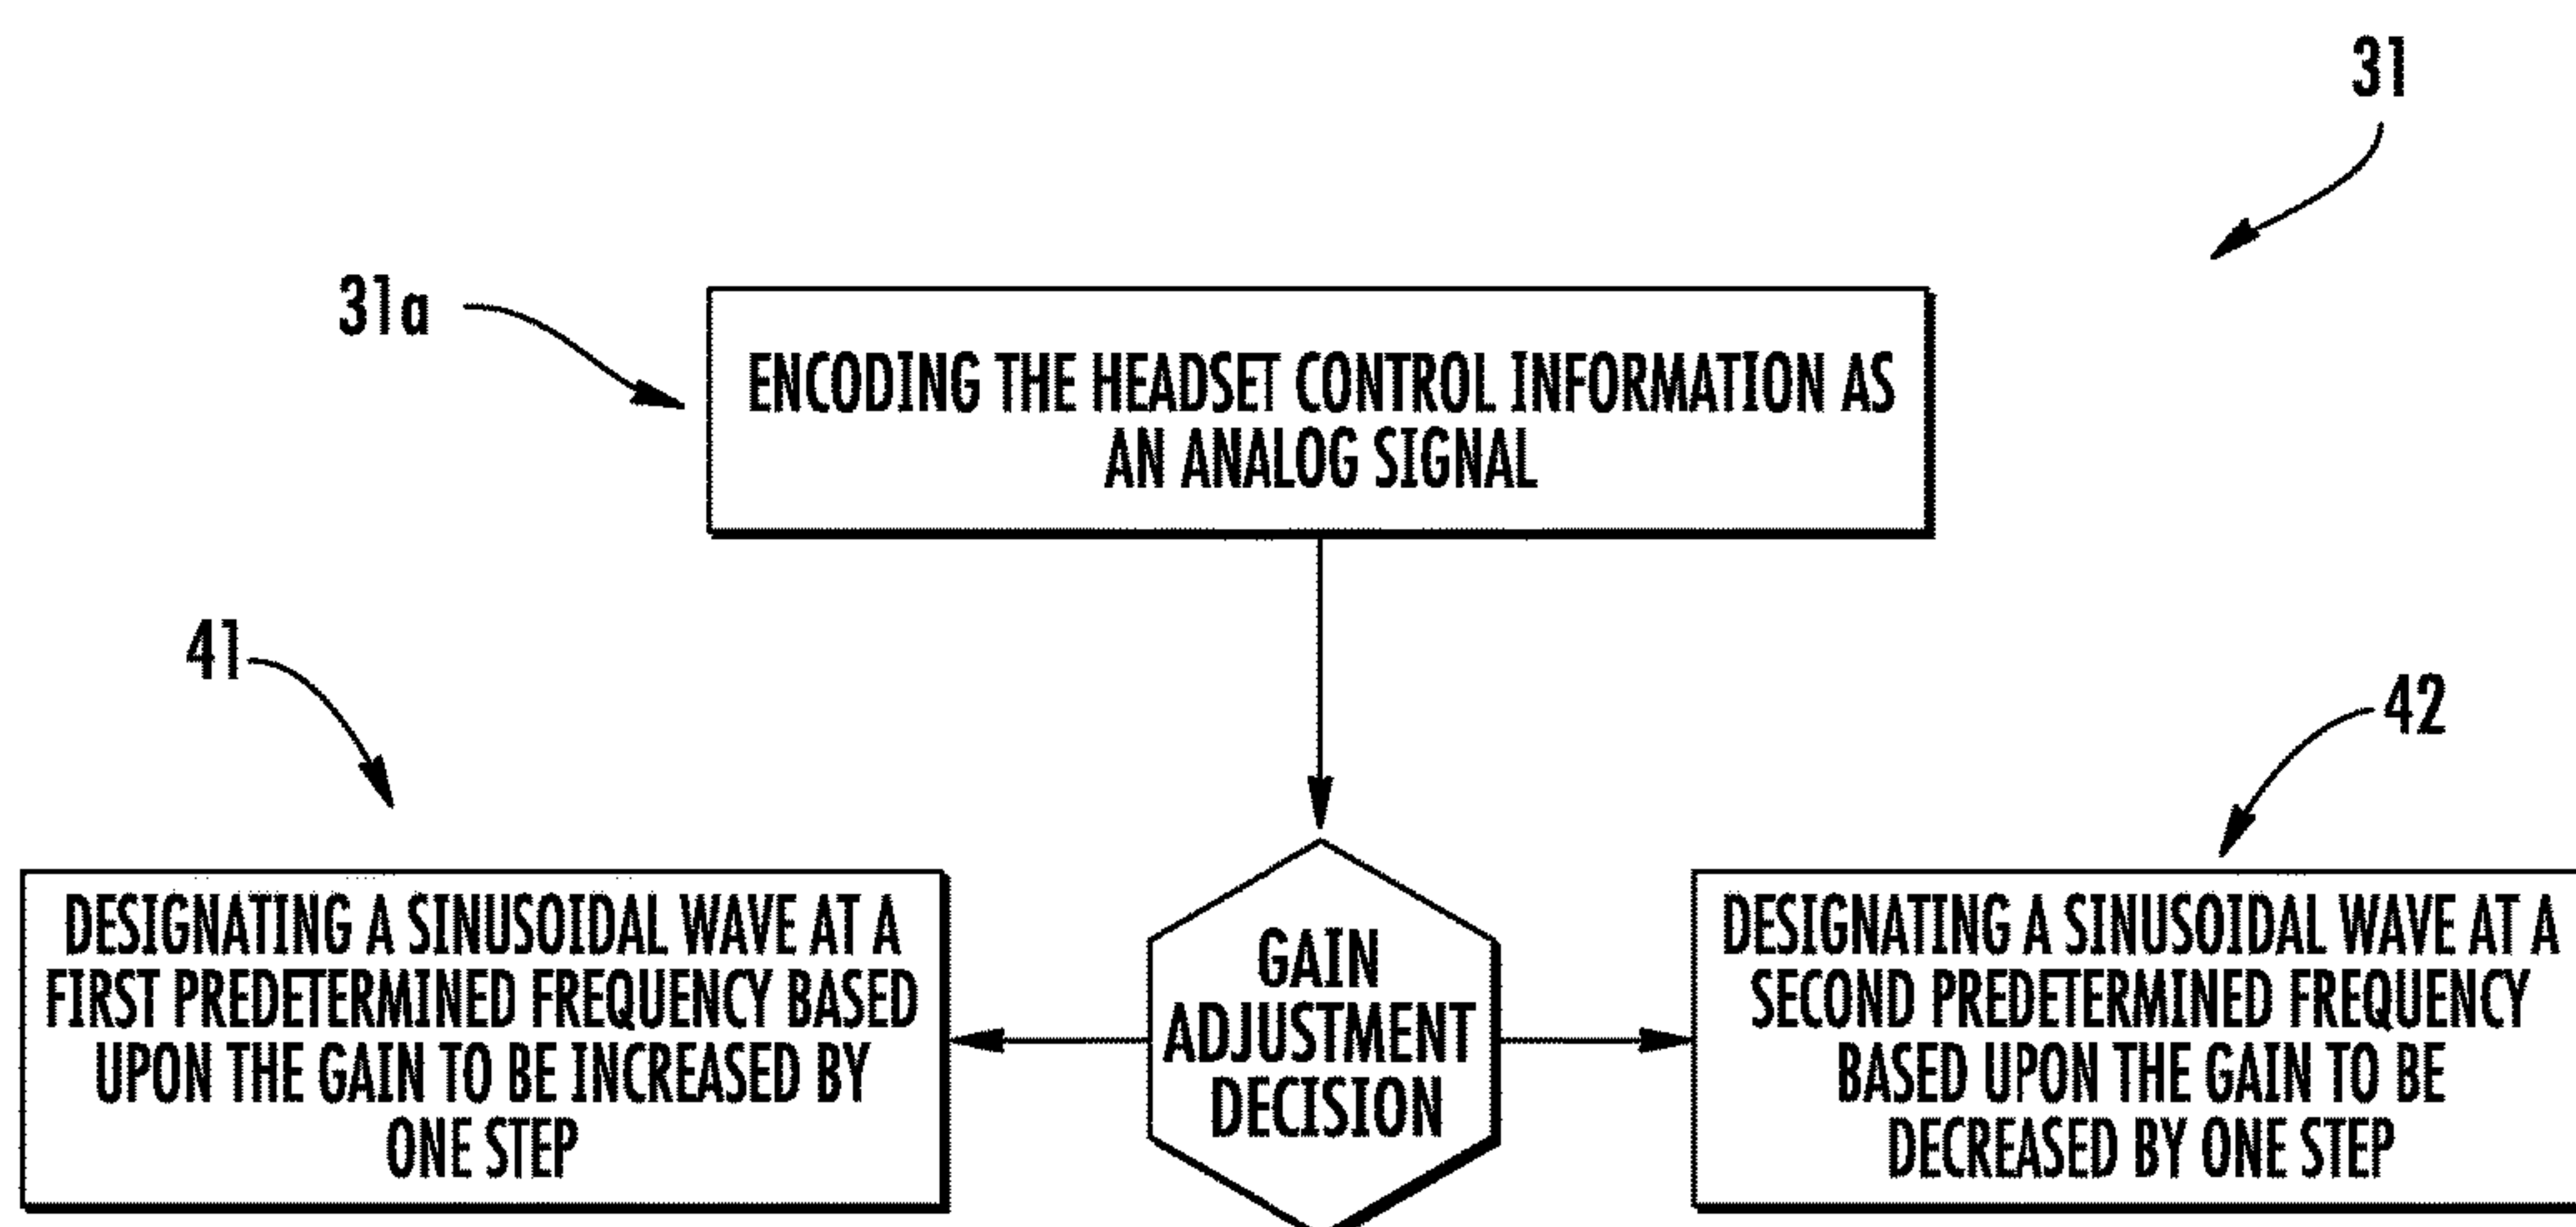 31
31a
ENCODING THE HEADSET CONTROL INFORMATION AS
AN ANALOG SIGNAL
41
42
DESIGNATING A SINUSOIDAL WAVE AT A
FIRST PREDETERMINED FREQUENCY BASED
UPON THE GAIN TO BE INCREASED BY
ONE STEP
GAIN
ADJUSTMENT
DECISION
DESIGNATING A SINUSOIDAL WAVE AT A
SECOND PREDETERMINED FREQUENCY
BASED UPON THE GAIN TO BE
DECREASED BY ONE STEP